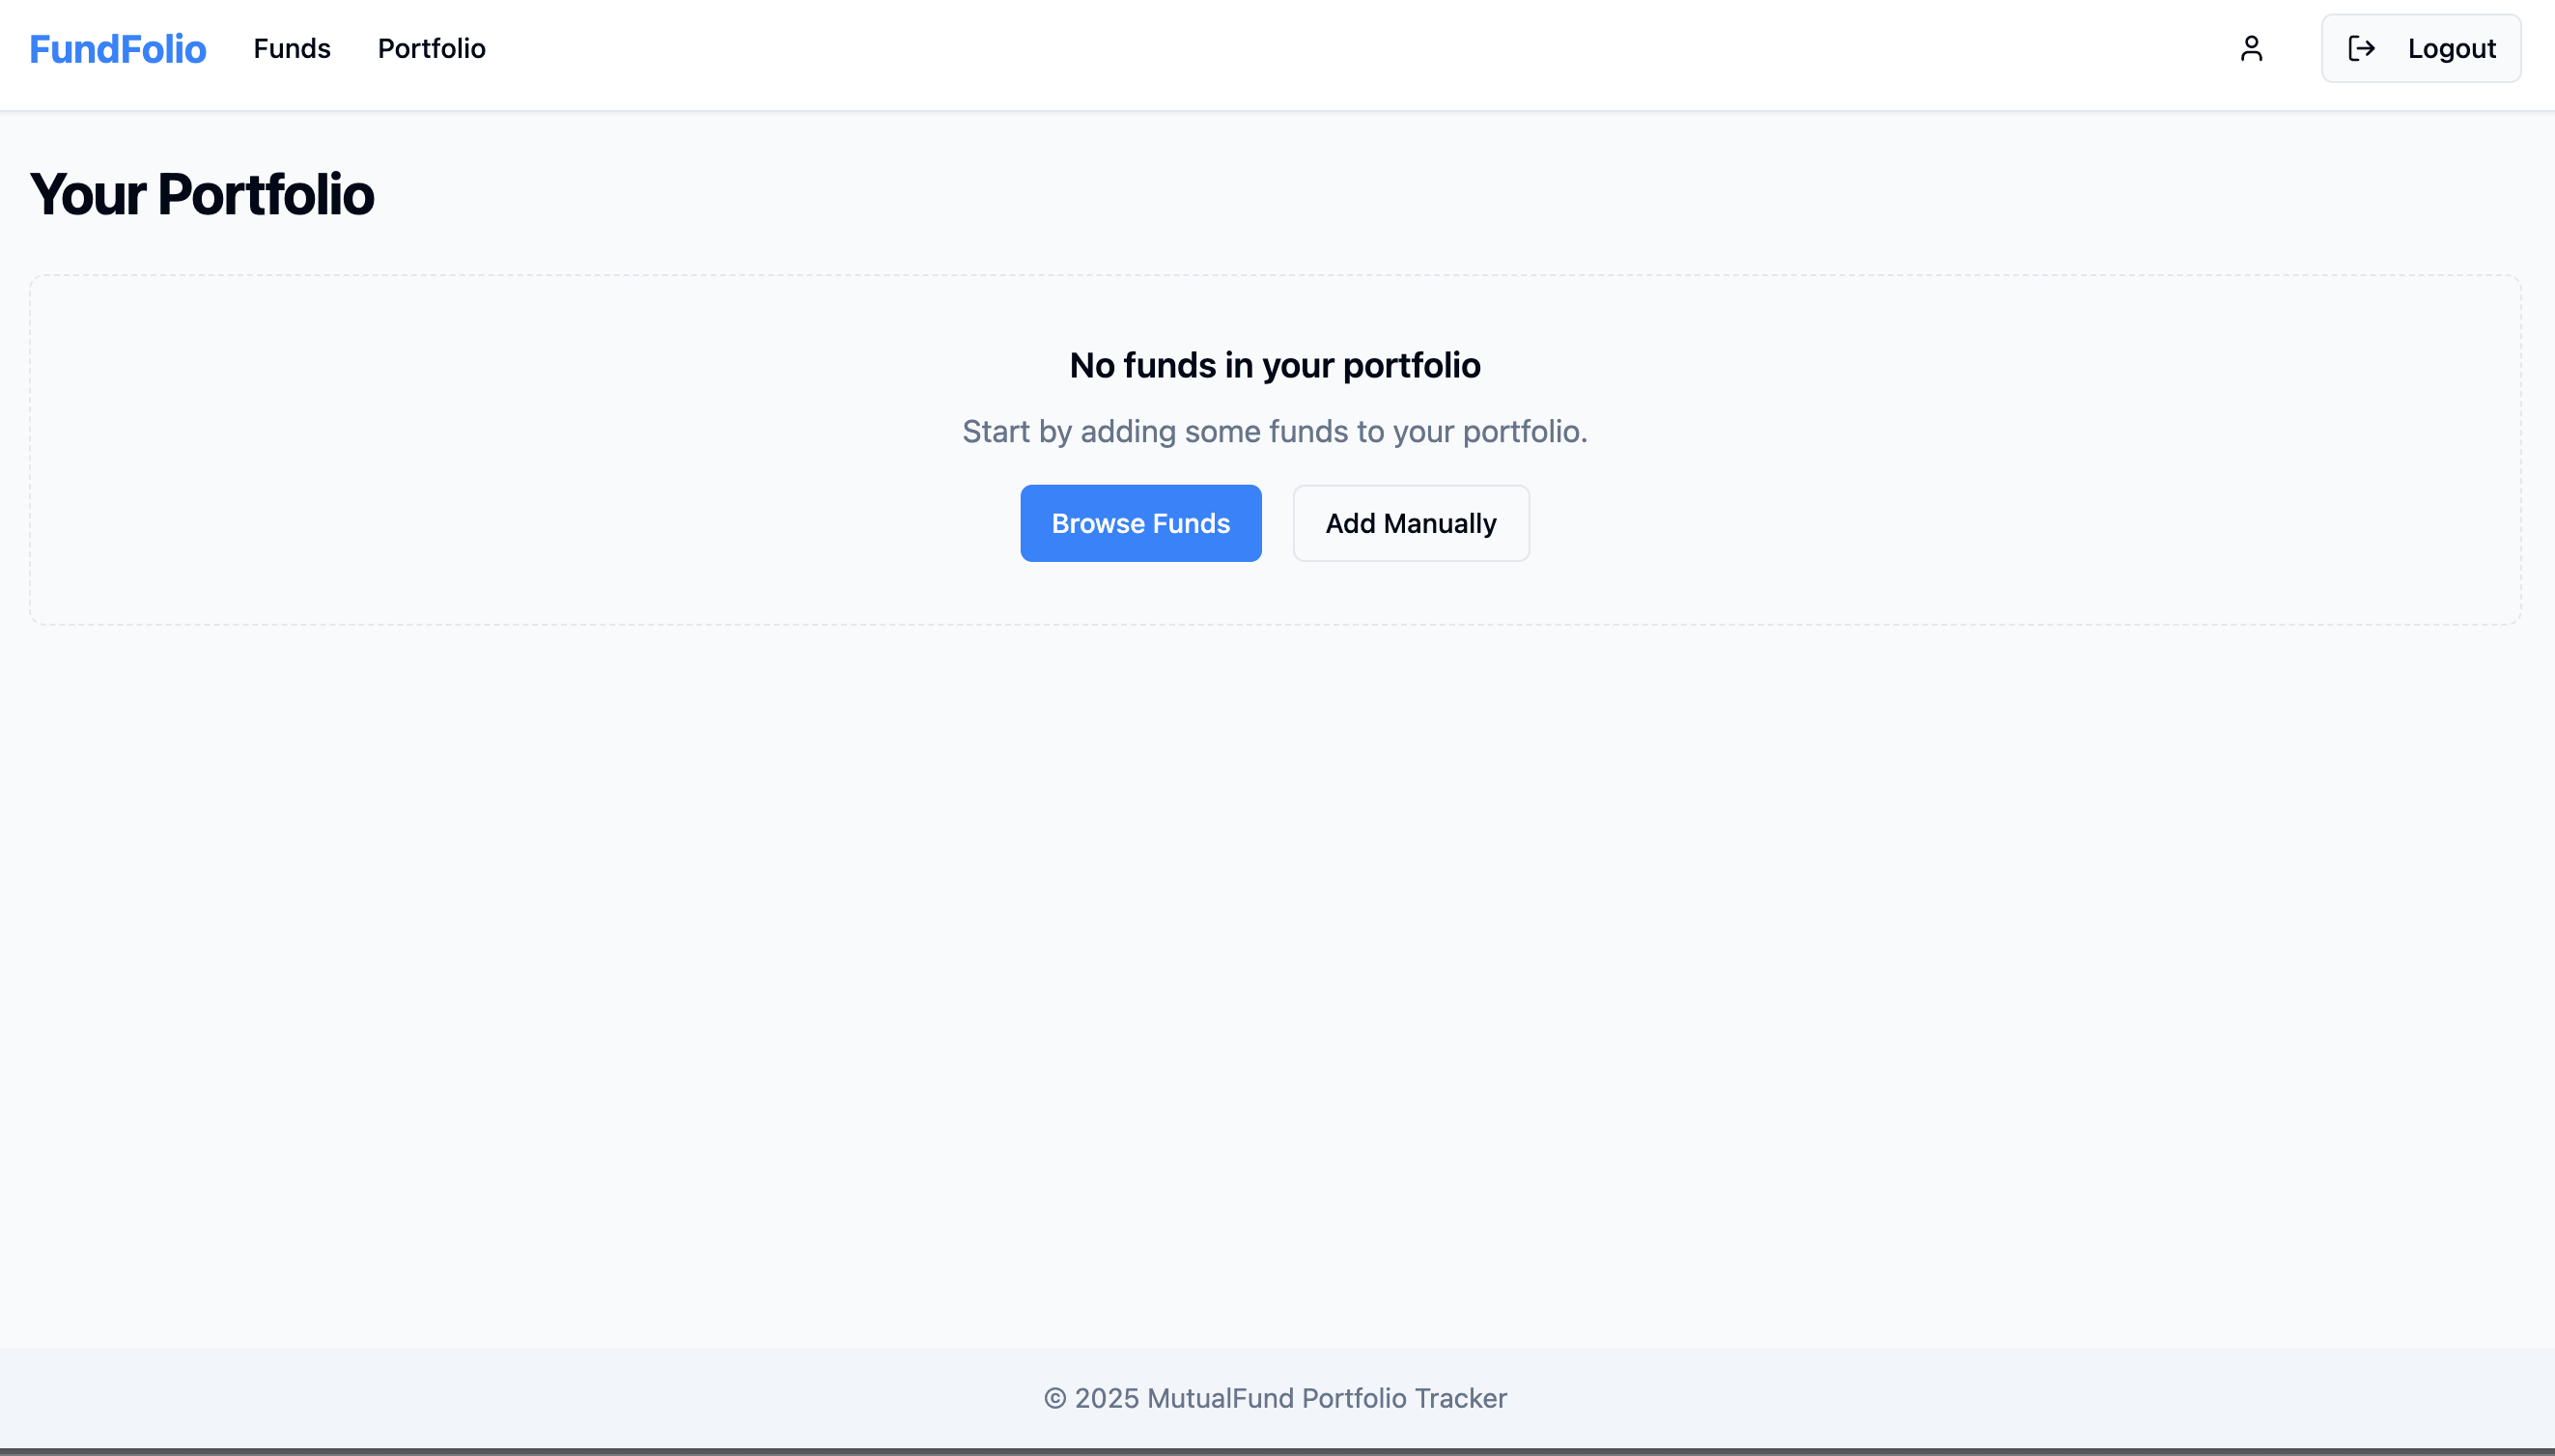 FundFolio Funds Portfolio Logout
Your Portfolio
No funds in your portfolio
Start by adding some funds to your portfolio.
Browse Funds Add Manually
© 2025 MutualFund Portfolio Tracker